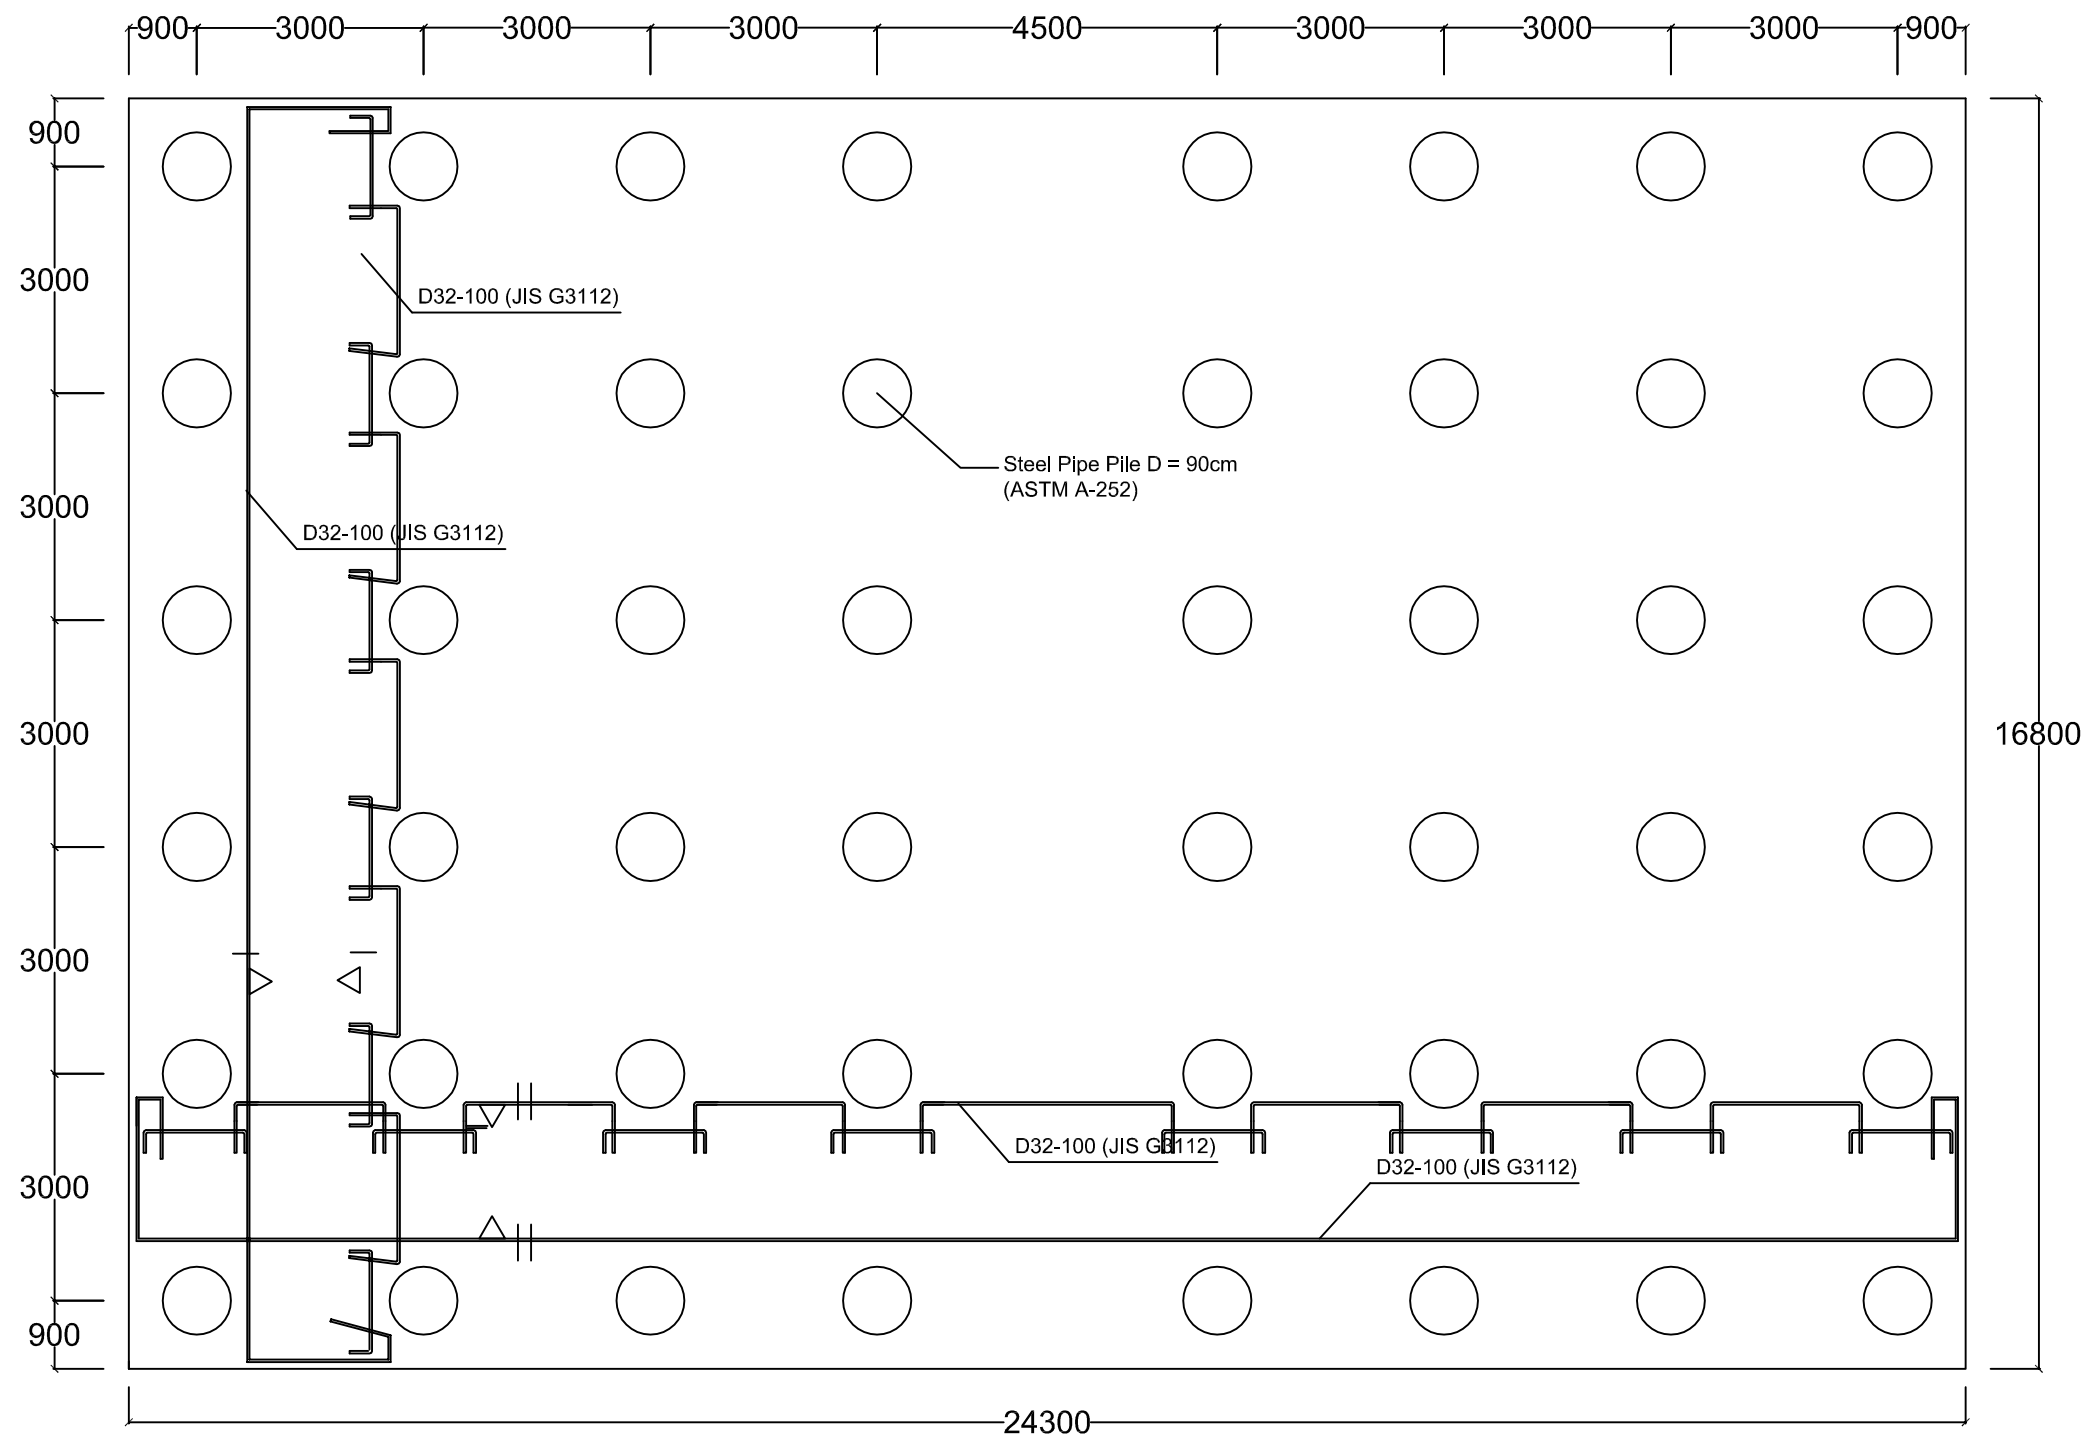 900 3000 3000 3000 4500 3000 3000 3000 900
900
3000
D32-100 (JIS G3112)
Steel Pipe Pile D = 90cm
(ASTM A-252)
3000
D32-100 (JIS G3112)
3000
16800
3000
D32-100 (JIS G3112)
D32-100 (JIS G3112)
3000
900
24300